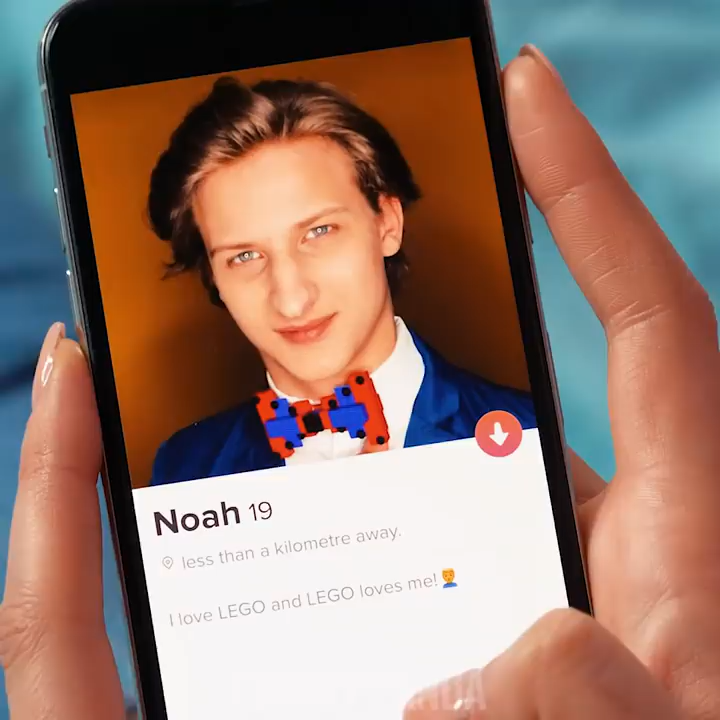 Noah 19
less than a kilometre away.
I love LEGO and LEGO loves me!🤦‍♂️